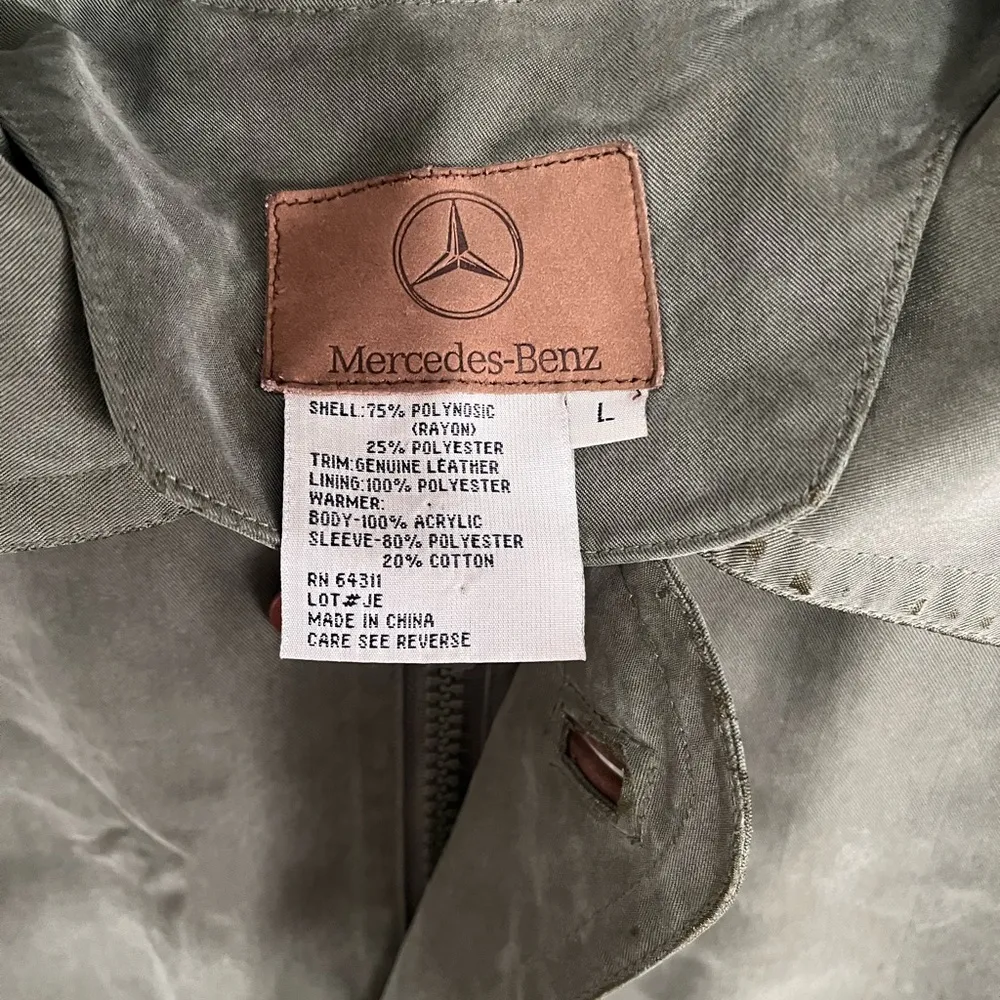 Mercedes-Benz
L
SHELL:75% POLYNOSIC
(RAYON)
25% POLYESTER
TRIM:GENUINE LEATHER
LINING:100% POLYESTER
WARMER:
BODY-100% ACRYLIC
SLEEVE-80% POLYESTER
20% COTTON
RN 64311
LOT#JE
MADE IN CHINA
CARE SEE REVERSE